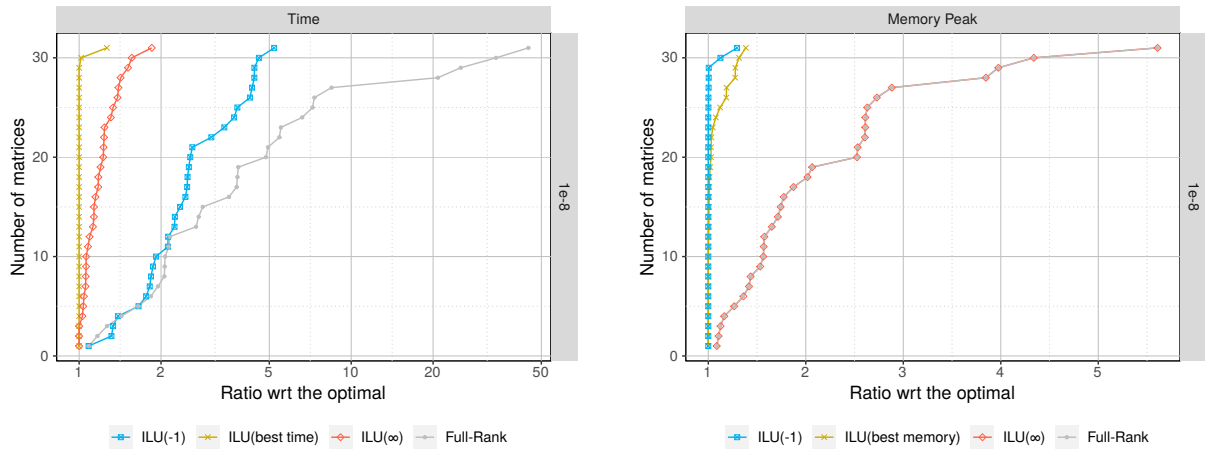 Time
Number of matrices
30
20
10
0
1e-8
1 2 5 10 20 50
Ratio wrt the optimal
ILU(-1) ILU(best time) ILU(∞) Full-Rank
Memory Peak
Number of matrices
30
20
10
0
1e-8
1 2 3 4 5
Ratio wrt the optimal
ILU(-1) ILU(best memory) ILU(∞) Full-Rank